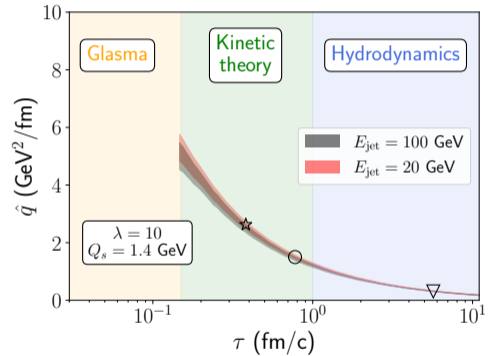 10
8
6
4
2
0
q̂ (GeV²/fm)
Glasma
Kinetic
theory
Hydrodynamics
E_jet = 100 GeV
E_jet = 20 GeV
λ = 10
Q_s = 1.4 GeV
10⁻¹
10⁰
10¹
τ (fm/c)